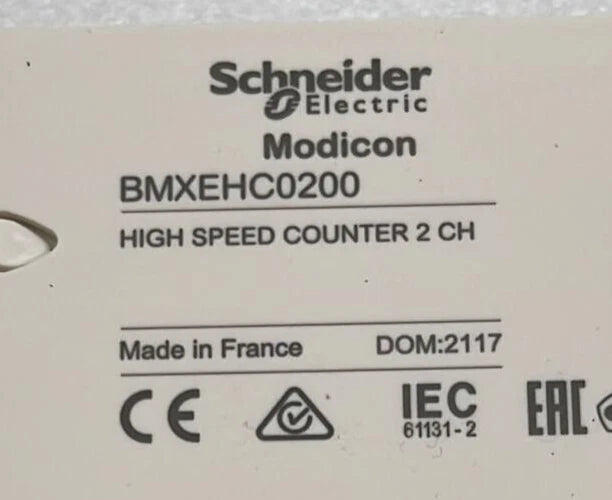 Schneider
Electric
Modicon
BMXEHC0200
HIGH SPEED COUNTER 2 CH
Made in France DOM:2117
CE IEC EAC
61131-2